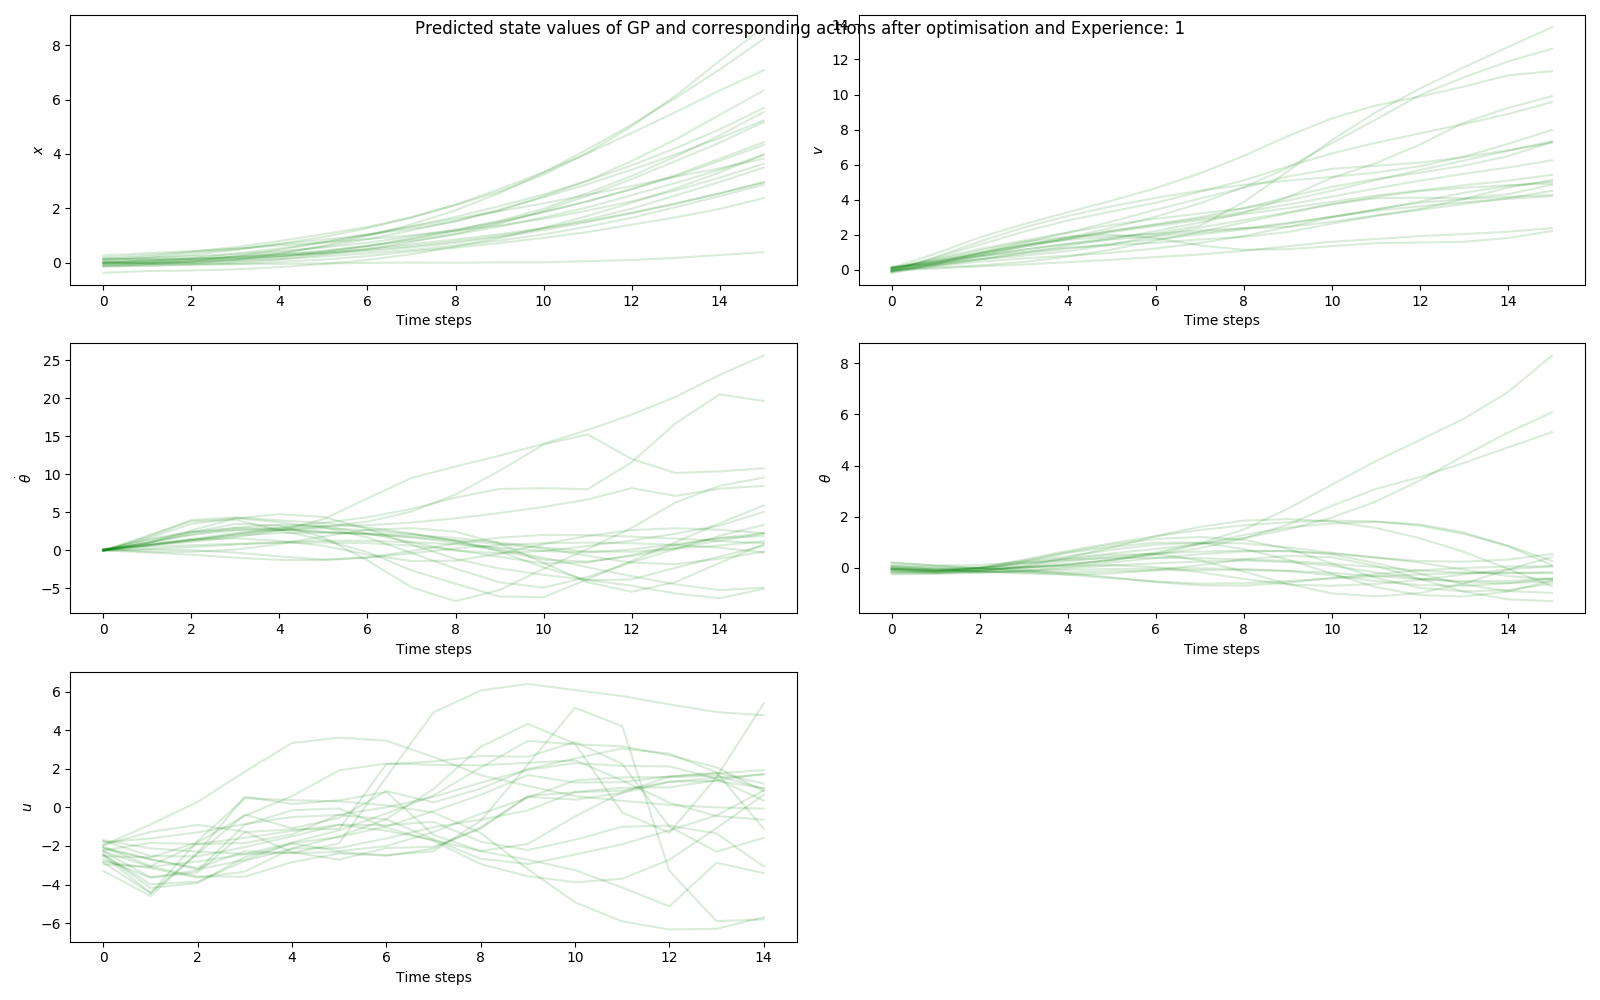 Predicted state values of GP and corresponding actions after optimisation and Experience: 1
8
6
4
2
0
x
0 2 4 6 8 10 12 14
Time steps
14
12
10
8
6
4
2
0
v
0 2 4 6 8 10 12 14
Time steps
25
20
15
10
5
0
−5
θ̇
0 2 4 6 8 10 12 14
Time steps
8
6
4
2
0
θ
0 2 4 6 8 10 12 14
Time steps
6
4
2
0
−2
−4
−6
u
0 2 4 6 8 10 12 14
Time steps